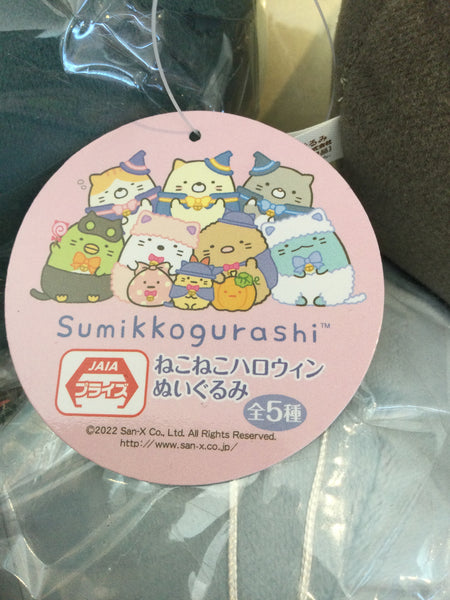 Sumikkogurashi™
JAIA
プライズ
ねこねこハロウィン
ぬいぐるみ
全5種
©2022 San-X Co., Ltd. All Rights Reserved.
http://www.san-x.co.jp/